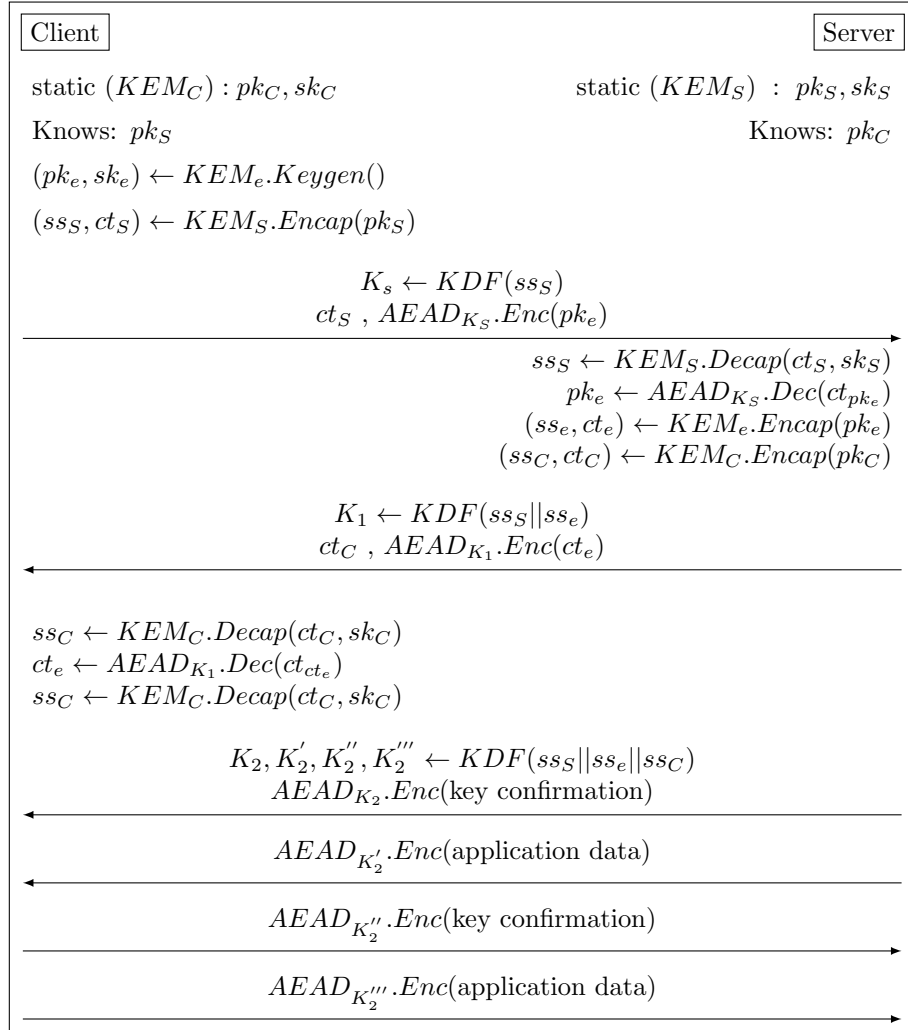 Client Server
static (KEM_C) : pk_C, sk_C static (KEM_S) : pk_S, sk_S
Knows: pk_S Knows: pk_C
(pk_e, sk_e) ← KEM_e.Keygen()
(ss_S, ct_S) ← KEM_S.Encap(pk_S)
K_s ← KDF(ss_S)
ct_S , AEAD_{K_S}.Enc(pk_e)
ss_S ← KEM_S.Decap(ct_S, sk_S)
pk_e ← AEAD_{K_S}.Dec(ct_{pk_e})
(ss_e, ct_e) ← KEM_e.Encap(pk_e)
(ss_C, ct_C) ← KEM_C.Encap(pk_C)
K_1 ← KDF(ss_S||ss_e)
ct_C , AEAD_{K_1}.Enc(ct_e)
ss_C ← KEM_C.Decap(ct_C, sk_C)
ct_e ← AEAD_{K_1}.Dec(ct_{ct_e})
ss_C ← KEM_C.Decap(ct_C, sk_C)
K_2, K_2^{'}, K_2^{''}, K_2^{'''} ← KDF(ss_S||ss_e||ss_C)
AEAD_{K_2}.Enc(key confirmation)
AEAD_{K_2^{'}}.Enc(application data)
AEAD_{K_2^{''}}.Enc(key confirmation)
AEAD_{K_2^{'''}}.Enc(application data)